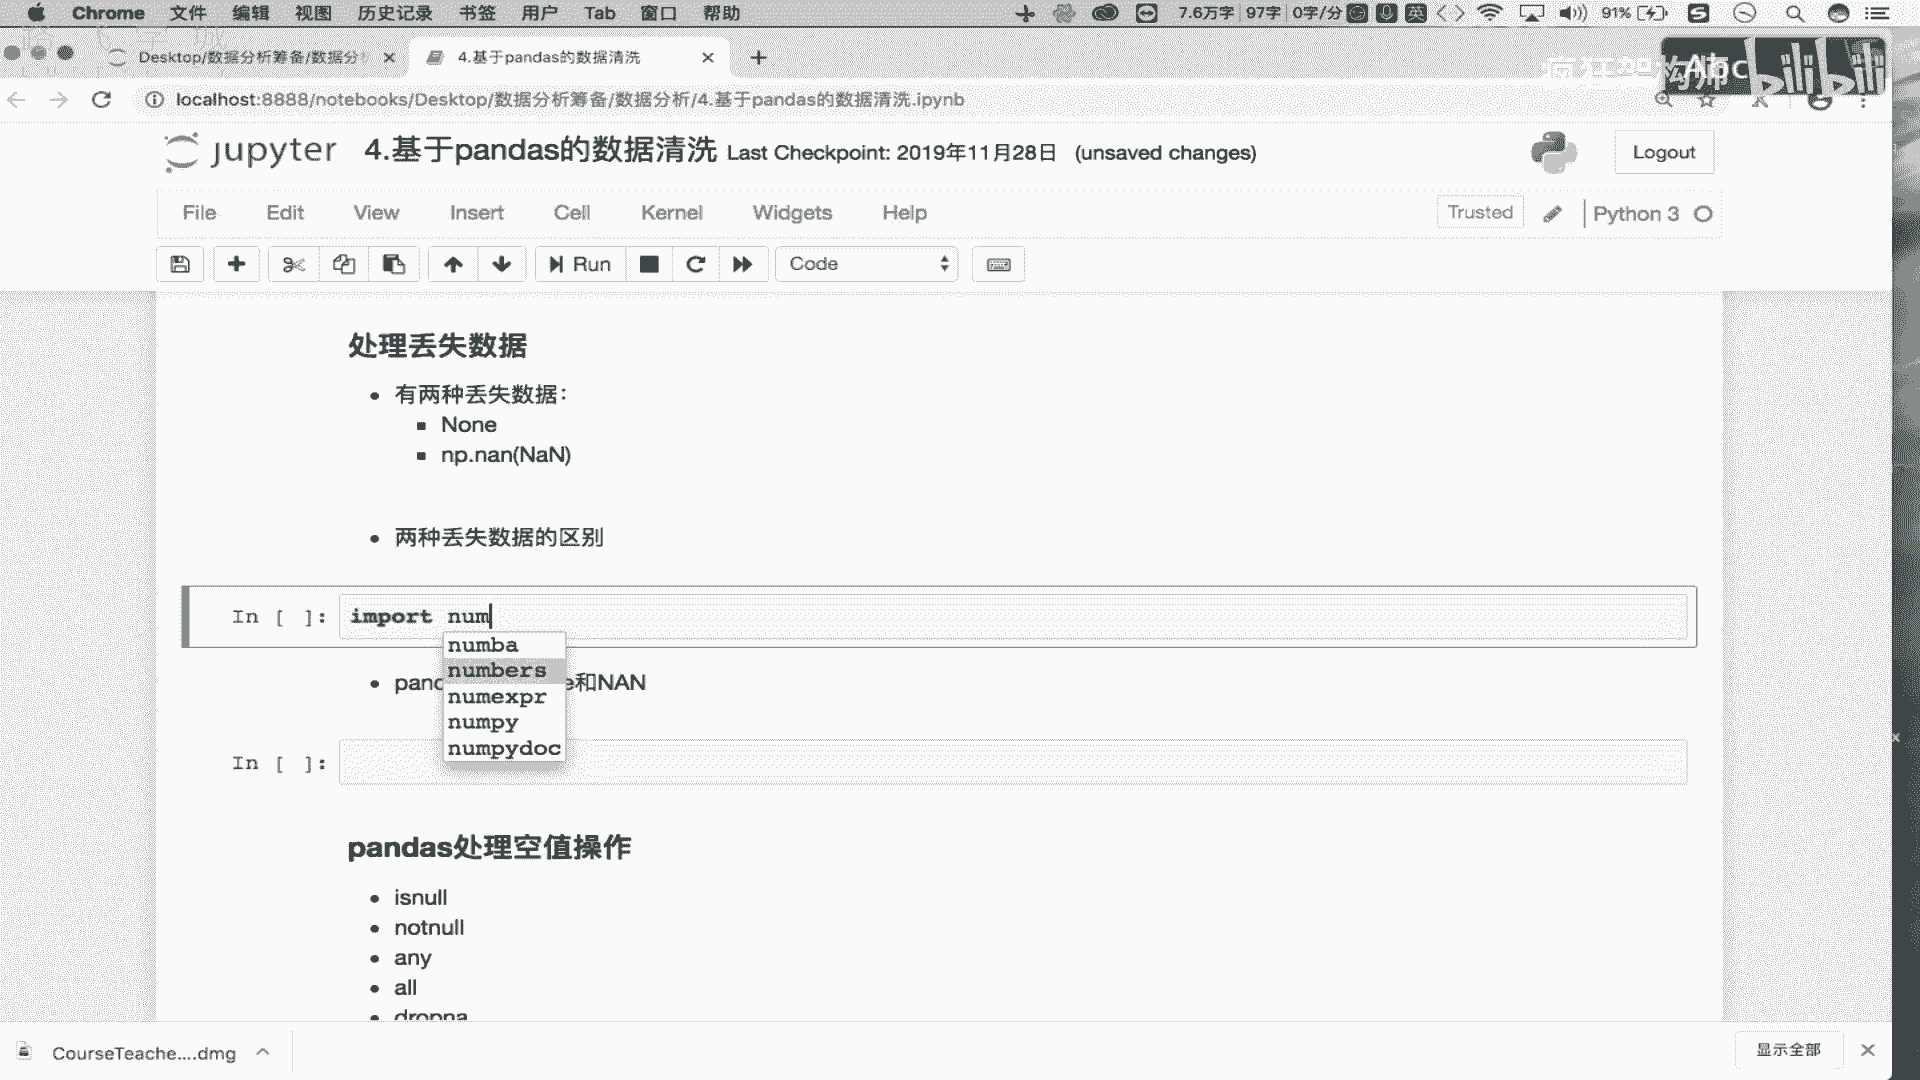 Chrome 文件 编辑 视图 历史记录 书签 用户 Tab 窗口 帮助 7.6万字 97字 0字/分 英 91%
Desktop/数据分析筹备/数据分 4.基于pandas的数据清洗
Abc bilibili
localhost:8888/notebooks/Desktop/数据分析筹备/数据分析/4.基于pandas的数据清洗.ipynb
jupyter 4.基于pandas的数据清洗 Last Checkpoint: 2019年11月28日 (unsaved changes) Logout
File Edit View Insert Cell Kernel Widgets Help Trusted Python 3
Run Code
处理丢失数据
有两种丢失数据：
None
np.nan(NaN)
两种丢失数据的区别
In [ ]: import num
numba
numbers
numexpr
numpy
numpydoc
和NAN
In [ ]:
pandas处理空值操作
isnull
notnull
any
all
dropna
CourseTeache....dmg 显示全部